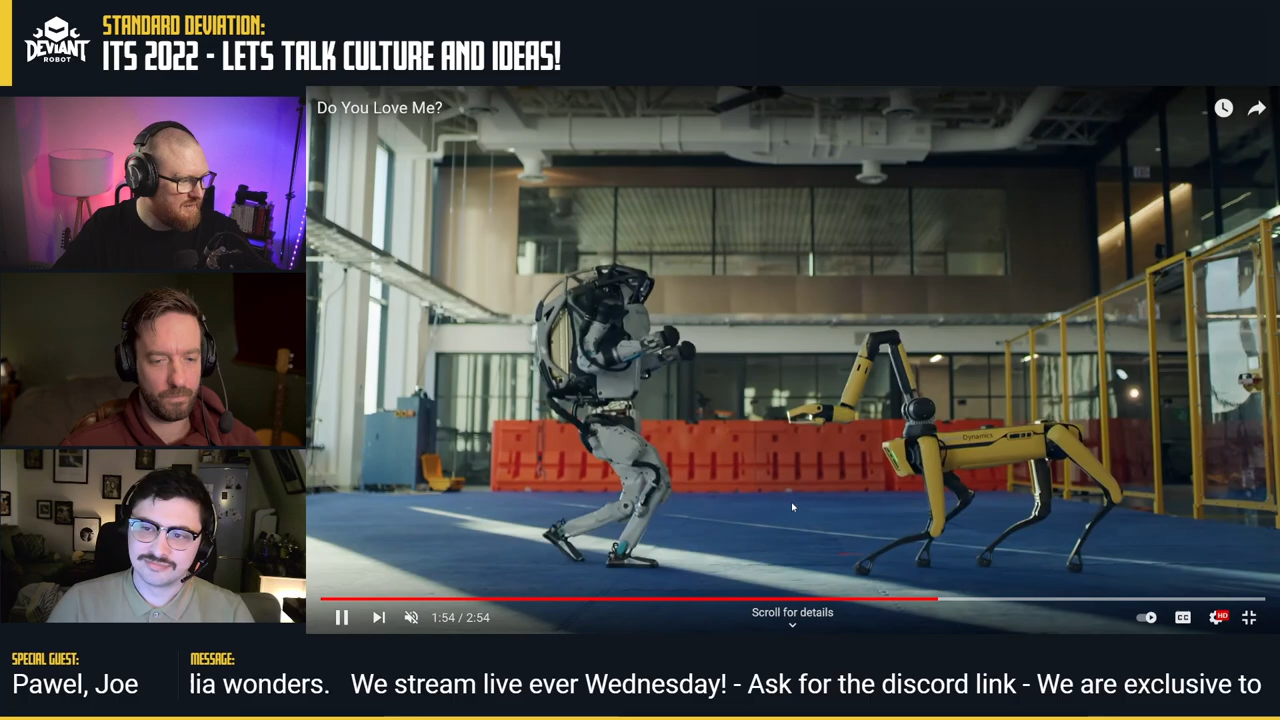 DEVIANT
ROBOT
STANDARD DEVIATION:
ITS 2022 - LETS TALK CULTURE AND IDEAS!
Do You Love Me?
Dynamics
1:54 / 2:54
Scroll for details
CC
HD
SPECIAL GUEST:
Pawel, Joe
MESSAGE:
lia wonders. We stream live ever Wednesday! - Ask for the discord link - We are exclusive to